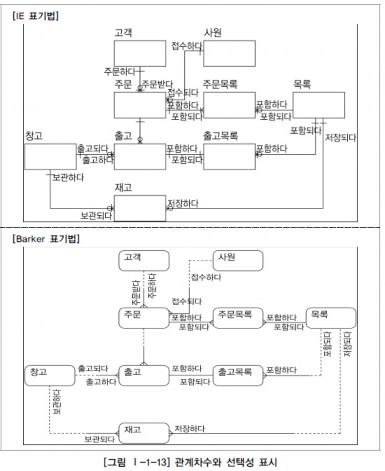 [IE 표기법]
고객
사원
접수하다
주문하다
주문
주문받다
주문목록
목록
접수되다
포함하다
포함하다
포함되다
포함되다
창고
출고
출고목록
포함되다
저장되다
출고되다
포함하다
포함하다
출고하다
포함되다
보관하다
재고
저장하다
보관되다
[Barker 표기법]
고객
사원
주문받다
주문하다
접수하다
접수되다
주문
주문목록
목록
포함하다
포함하다
포함되다
포함되다
포함되다
저장되다
창고
출고
출고목록
출고되다
포함하다
포함하다
출고하다
포함되다
보관하다
재고
저장하다
보관되다
[그림 Ⅰ-1-13] 관계차수와 선택성 표시